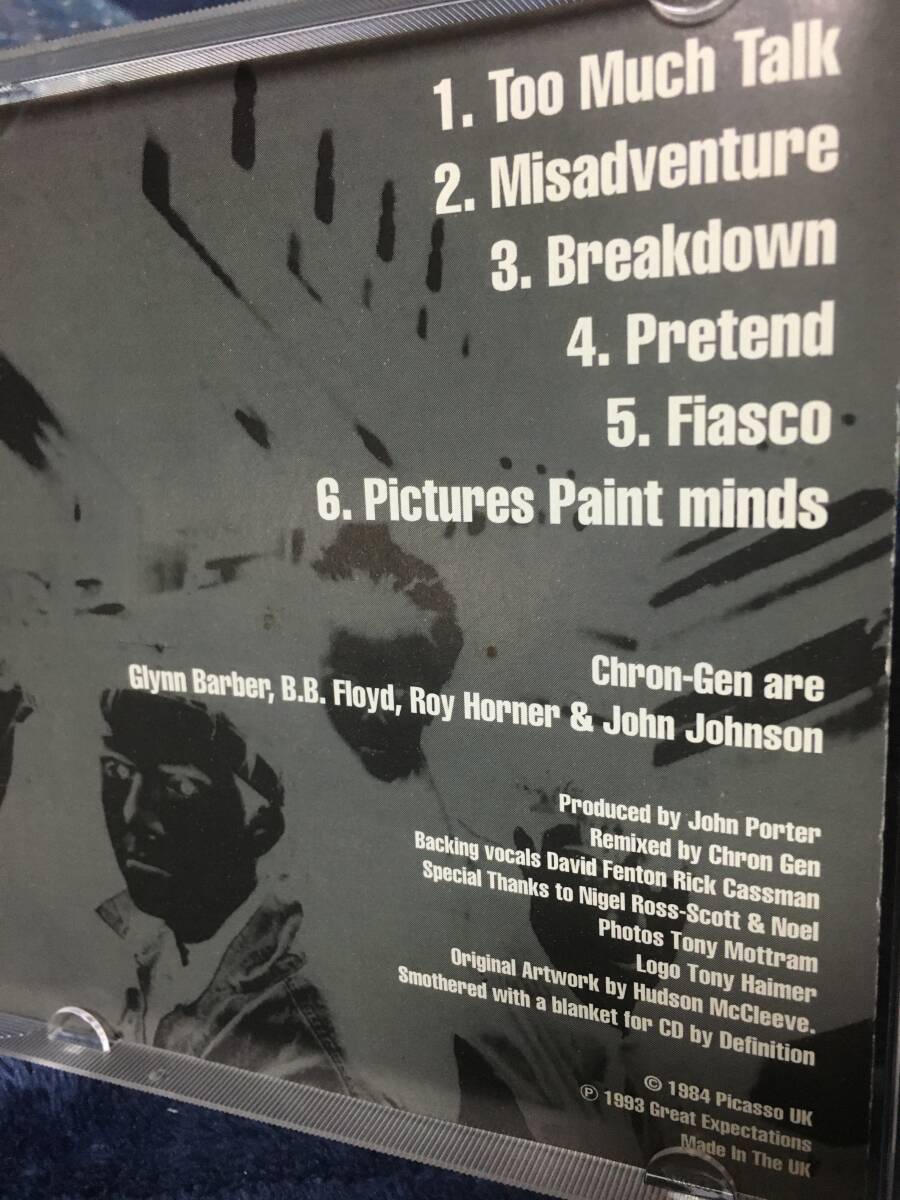 1. Too Much Talk
2. Misadventure
3. Breakdown
4. Pretend
5. Fiasco
6. Pictures Paint minds
Chron-Gen are
Glynn Barber, B.B. Floyd, Roy Horner & John Johnson
Produced by John Porter
Remixed by Chron Gen
Backing vocals David Fenton Rick Cassman
Special Thanks to Nigel Ross-Scott & Noel
Photos Tony Mottram
Logo Tony Haimer
Original Artwork by Hudson McCleeve.
Smothered with a blanket for CD by Definition
© 1984 Picasso UK
℗ 1993 Great Expectations
Made In The UK